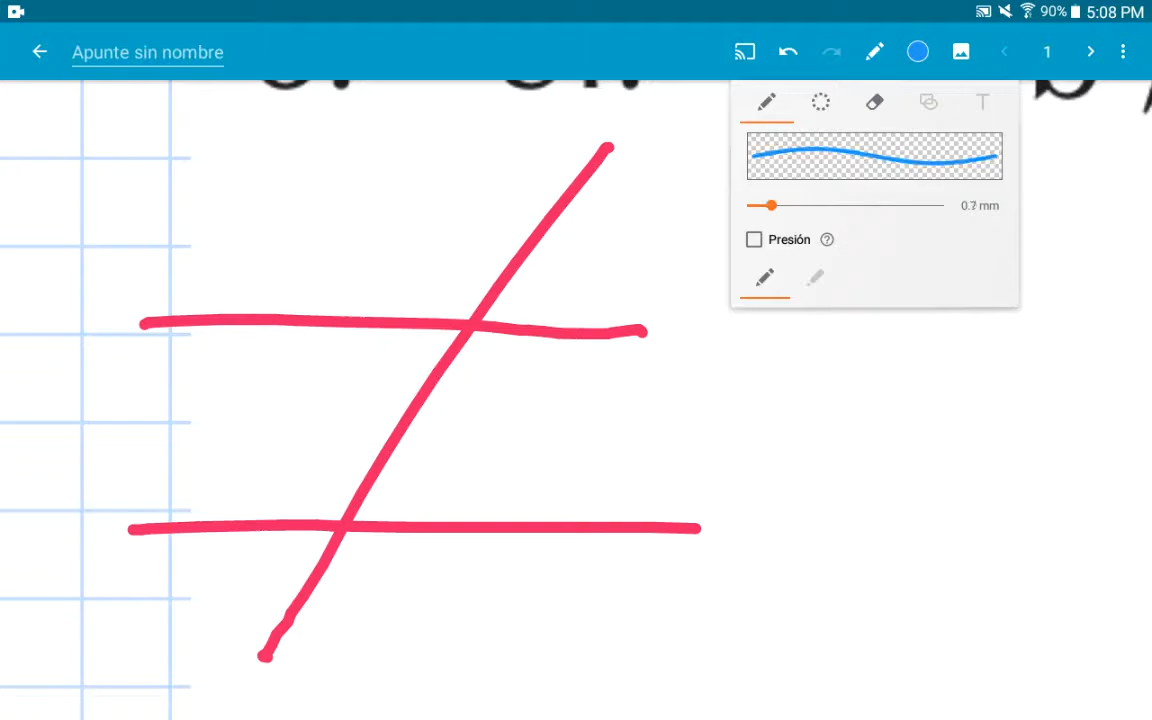 90% 5:08 PM
Apunte sin nombre
1
T
0.7 mm
Presión